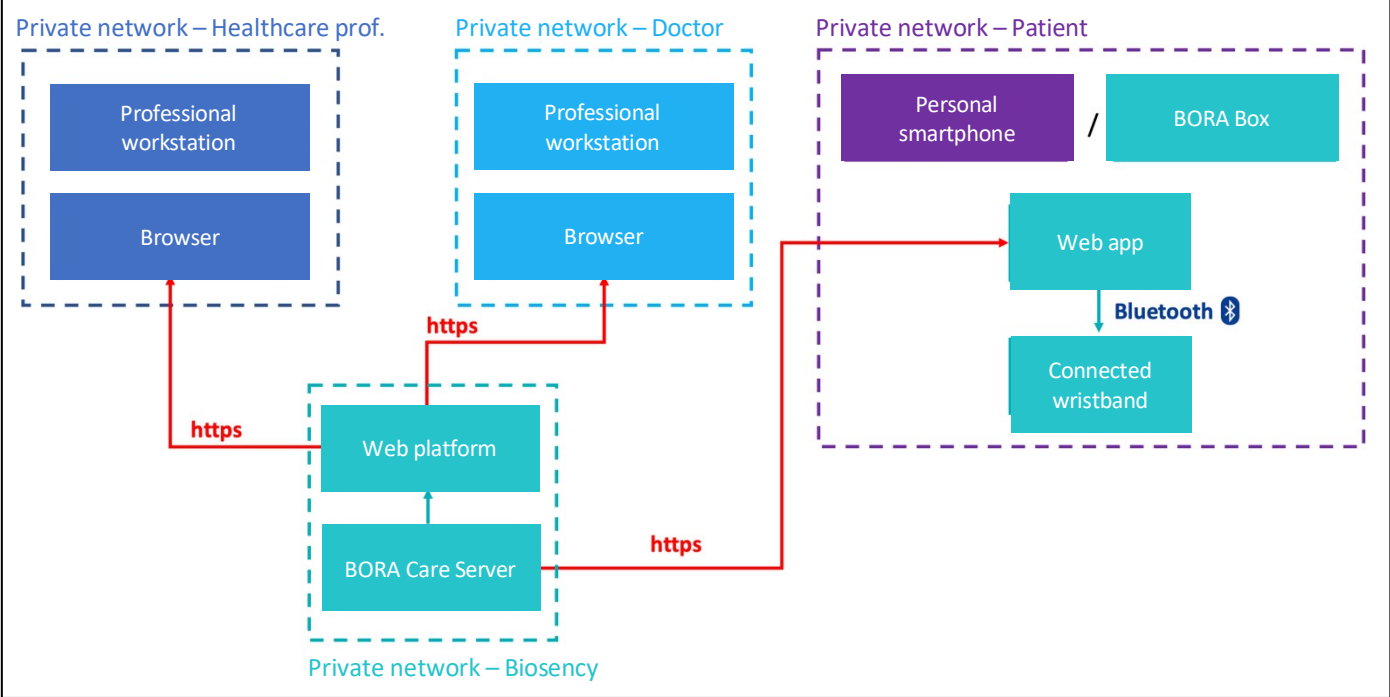 Private network – Healthcare prof.
Private network – Doctor
Private network – Patient
Professional
workstation
Professional
workstation
Personal
smartphone
/
BORA Box
Browser
Browser
Web app
Bluetooth
https
Connected
wristband
https
Web platform
https
BORA Care Server
Private network – Biosency